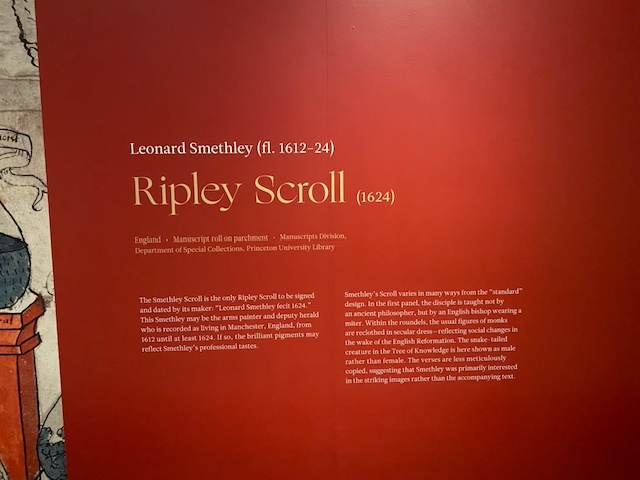 Leonard Smethley (fl. 1612–24)
Ripley Scroll (1624)
England • Manuscript roll on parchment • Manuscripts Division,
Department of Special Collections, Princeton University Library
The Smethley Scroll is the only Ripley Scroll to be signed
and dated by its maker: “Leonard Smethley fecit 1624.”
This Smethley may be the arms painter and deputy herald
who is recorded as living in Manchester, England, from
1612 until at least 1624. If so, the brilliant pigments may
reflect Smethley’s professional tastes.
Smethley’s Scroll varies in many ways from the “standard”
design. In the first panel, the disciple is taught not by
an ancient philosopher, but by an English bishop wearing a
miter. Within the roundels, the usual figures of monks
are reclothed in secular dress—reflecting social changes in
the wake of the English Reformation. The snake-tailed
creature in the Tree of Knowledge is here shown as male
rather than female. The verses are less meticulously
copied, suggesting that Smethley was primarily interested
in the striking images rather than the accompanying text.